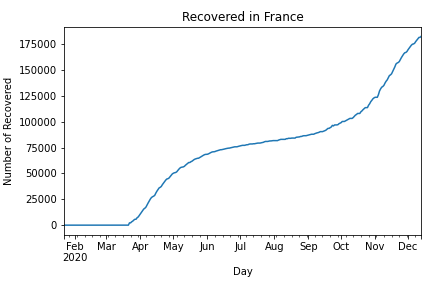 Recovered in France
Number of Recovered
175000
150000
125000
100000
75000
50000
25000
0
Feb Mar Apr May Jun Jul Aug Sep Oct Nov Dec
2020
Day